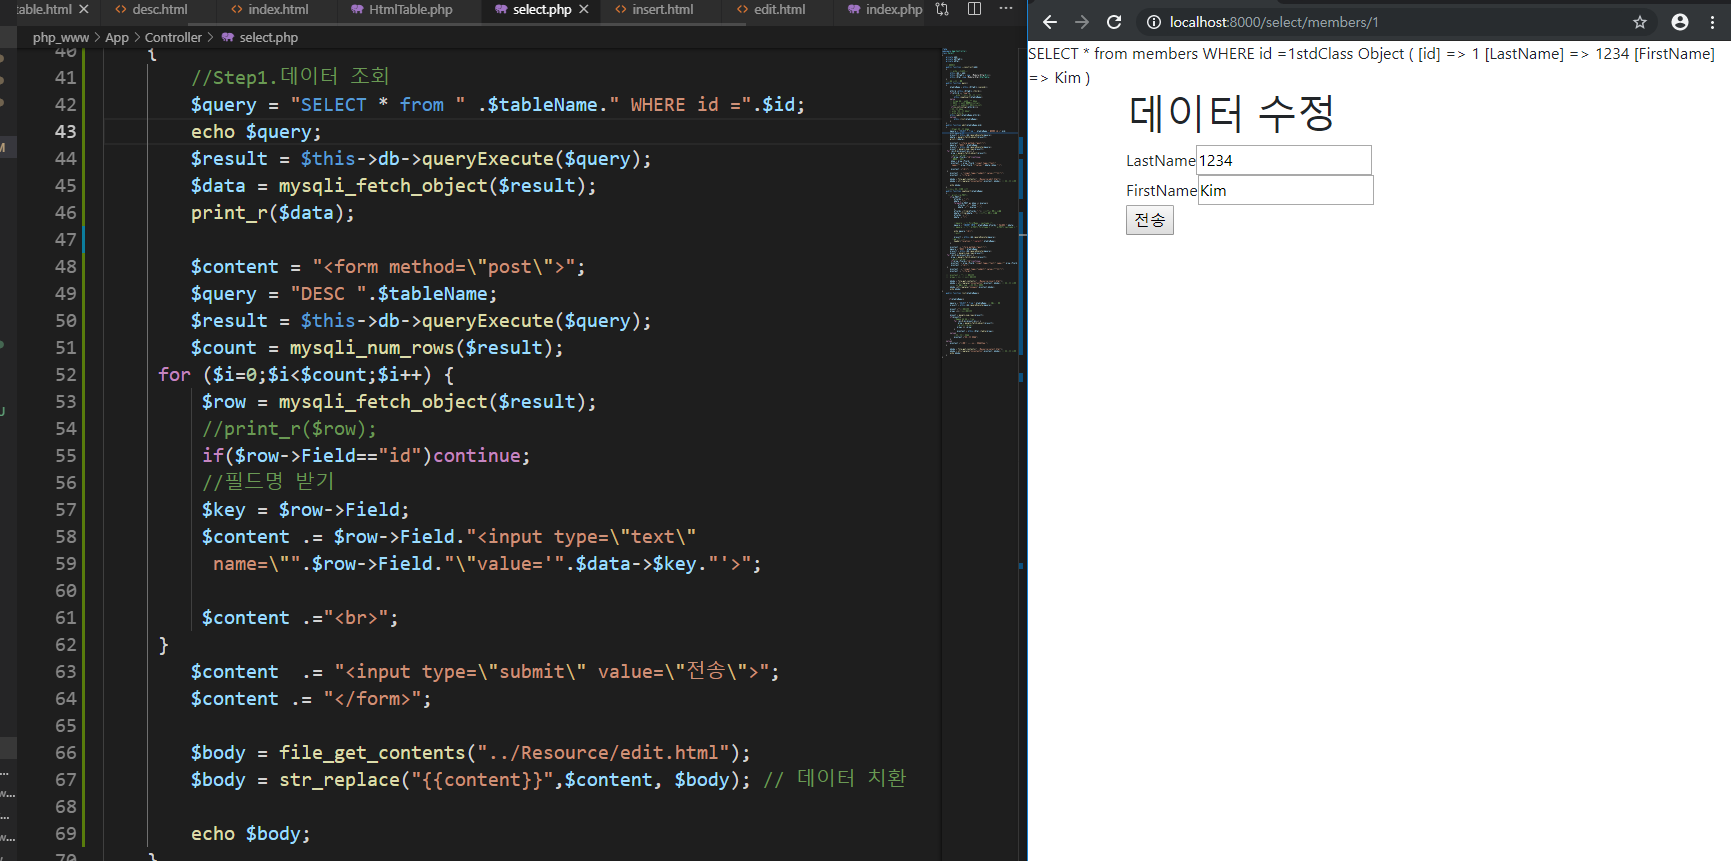 table.html
desc.html
index.html
HtmlTable.php
select.php
insert.html
edit.html
index.php
php_www > App > Controller > select.php
40 {
41 //Step1.데이터 조회
42 $query = "SELECT * from " .$tableName." WHERE id =".$id;
43 echo $query;
44 $result = $this->db->queryExecute($query);
45 $data = mysqli_fetch_object($result);
46 print_r($data);
47
48 $content = "<form method=\"post\">";
49 $query = "DESC ".$tableName;
50 $result = $this->db->queryExecute($query);
51 $count = mysqli_num_rows($result);
52 for ($i=0;$i<$count;$i++) {
53 $row = mysqli_fetch_object($result);
54 //print_r($row);
55 if($row->Field=="id")continue;
56 //필드명 받기
57 $key = $row->Field;
58 $content .= $row->Field."<input type=\"text\"
59 name=\"".$row->Field."\"value='".$data->$key."'>";
60
61 $content .="<br>";
62 }
63 $content  .= "<input type=\"submit\" value=\"전송\">";
64 $content .= "</form>";
65
66 $body = file_get_contents("../Resource/edit.html");
67 $body = str_replace("{{content}}",$content, $body); // 데이터 치환
68
69 echo $body;
70 }
localhost:8000/select/members/1
SELECT * from members WHERE id =1stdClass Object ( [id] => 1 [LastName] => 1234 [FirstName]
=> Kim )
데이터 수정
LastName 1234
FirstName Kim
전송